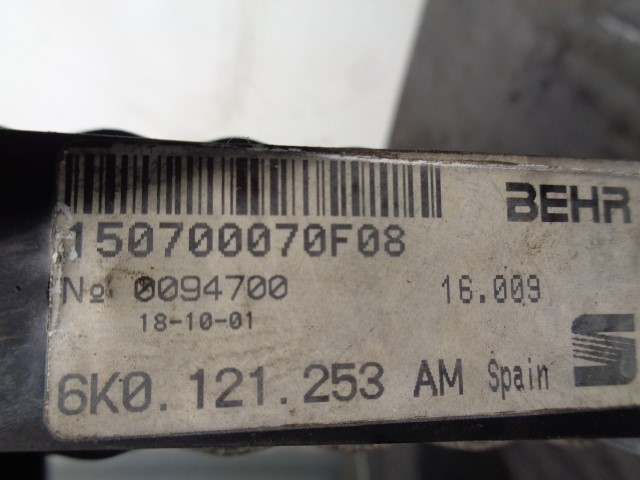 BEHR
150700070F08
No 0094700 16.009
18-10-01
6K0.121.253 AM Spain